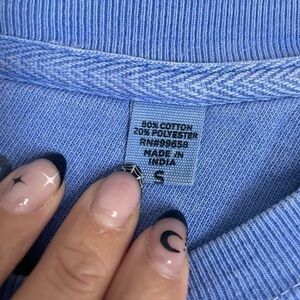 80% COTTON
20% POLYESTER
RN#99658
MADE IN
INDIA
S